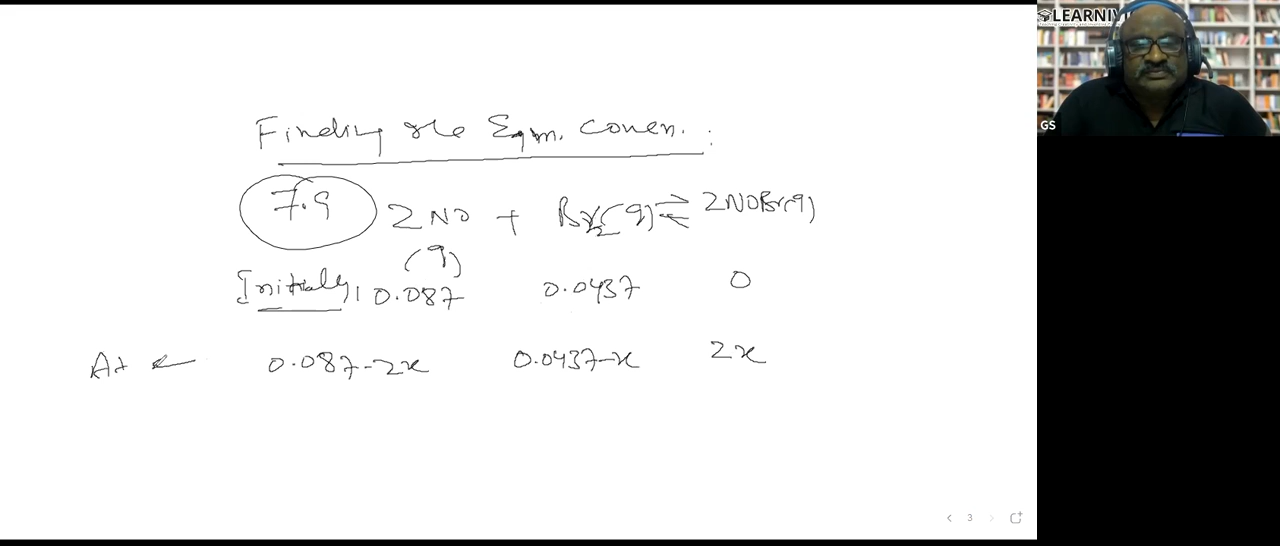 Finding the Eqm. concn. :
7.9 2NO + Br₂(g) ⇌ 2NOBr(g)
(g)
Initially, 0.087 0.0437 0
At 0.087-2x 0.0437-x 2x
LEARNIV
GS
3